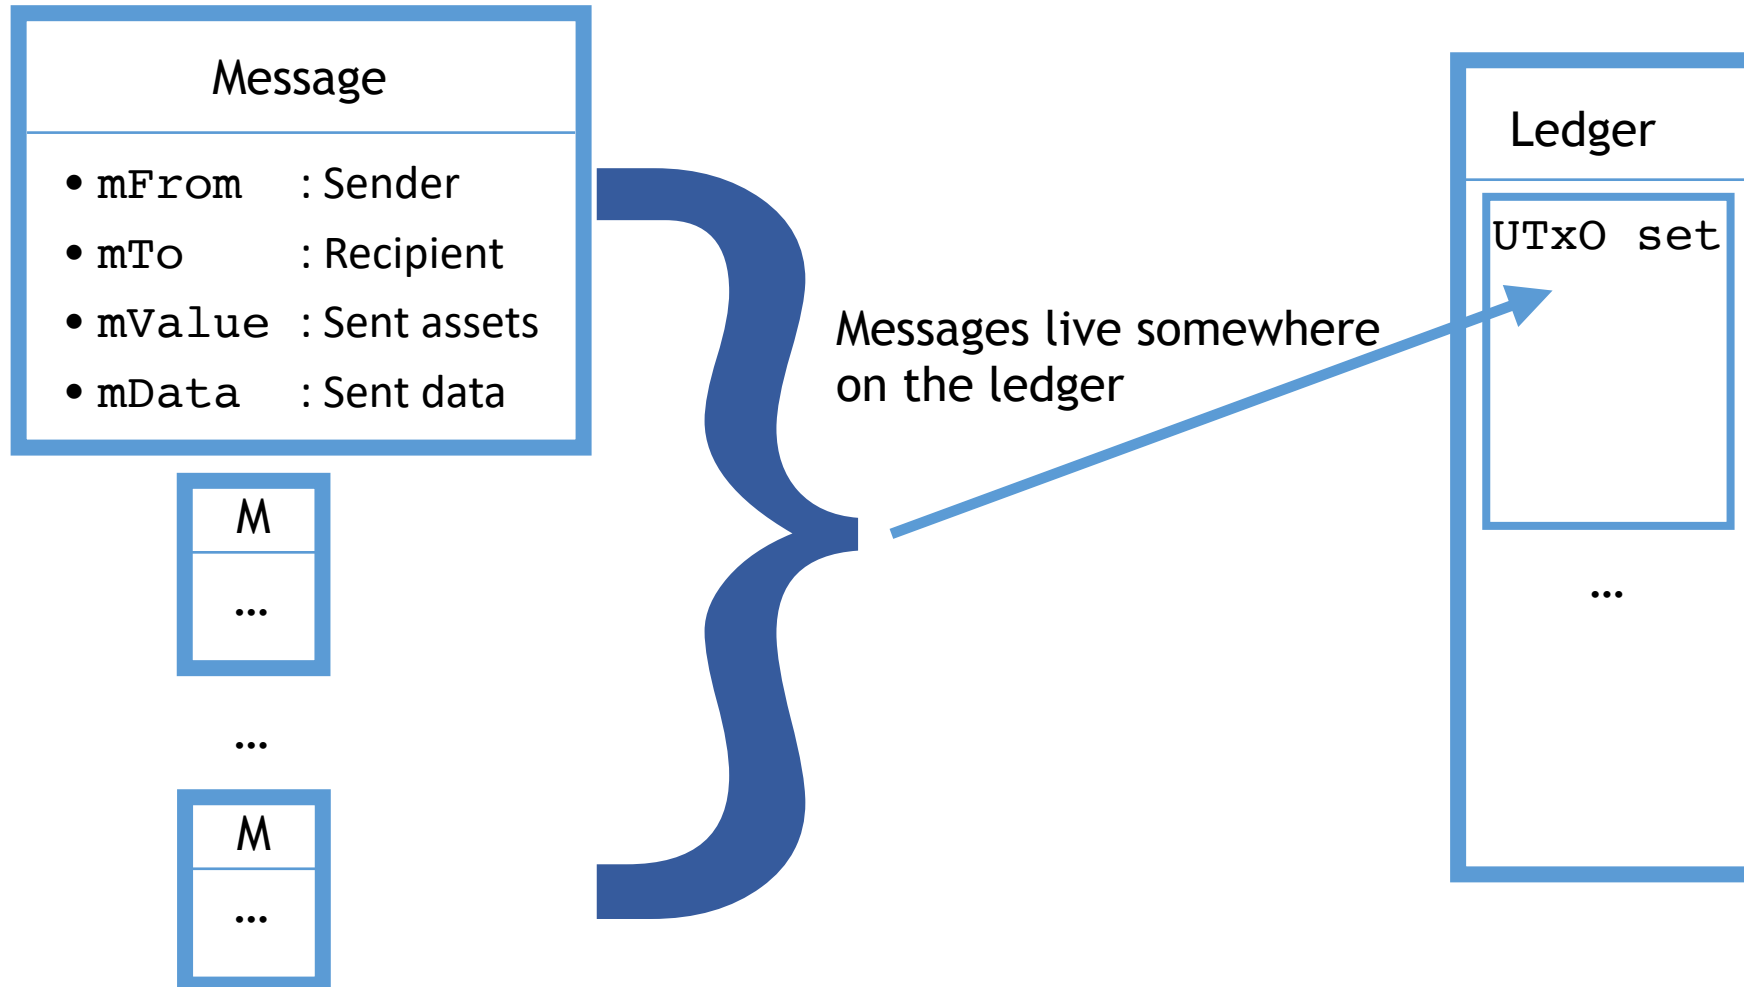 Message
• mFrom : Sender
• mTo : Recipient
• mValue : Sent assets
• mData : Sent data
M
…
…
M
…
Messages live somewhere
on the ledger
Ledger
UTxO set
…